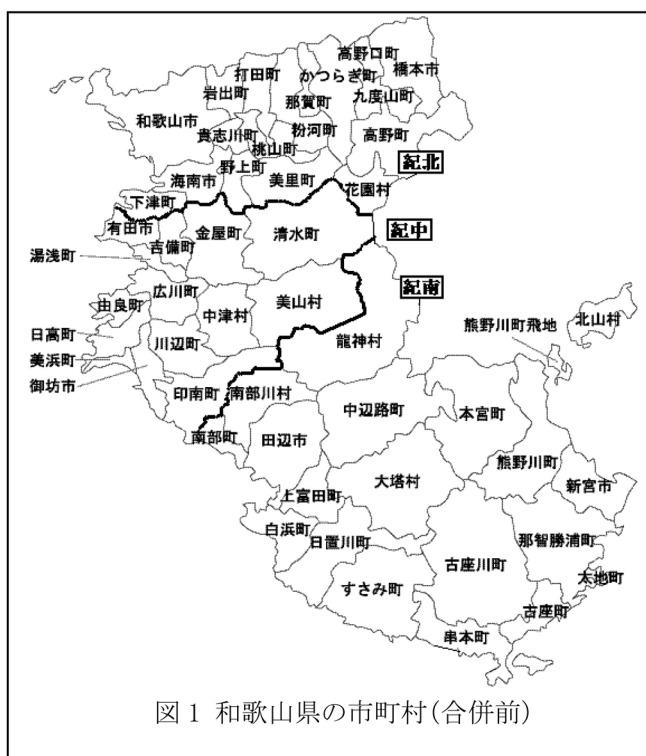 高野口町
橋本市
かつらぎ町
打田町
岩出町
那賀町
九度山町
和歌山市
貴志川町
粉河町
高野町
桃山町
野上町
紀北
海南市
美里町
花園村
下津町
有田市
金屋町
清水町
紀中
吉備町
湯浅町
広川町
美山村
紀南
由良町
中津村
北山村
熊野川町飛地
日高町
川辺町
龍神村
美浜町
御坊市
印南町
南部川村
中辺路町
本宮町
南部町
田辺市
熊野川町
大塔村
新宮市
上富田町
白浜町
日置川町
那智勝浦町
古座川町
太地町
すさみ町
古座町
串本町
図1 和歌山県の市町村(合併前)